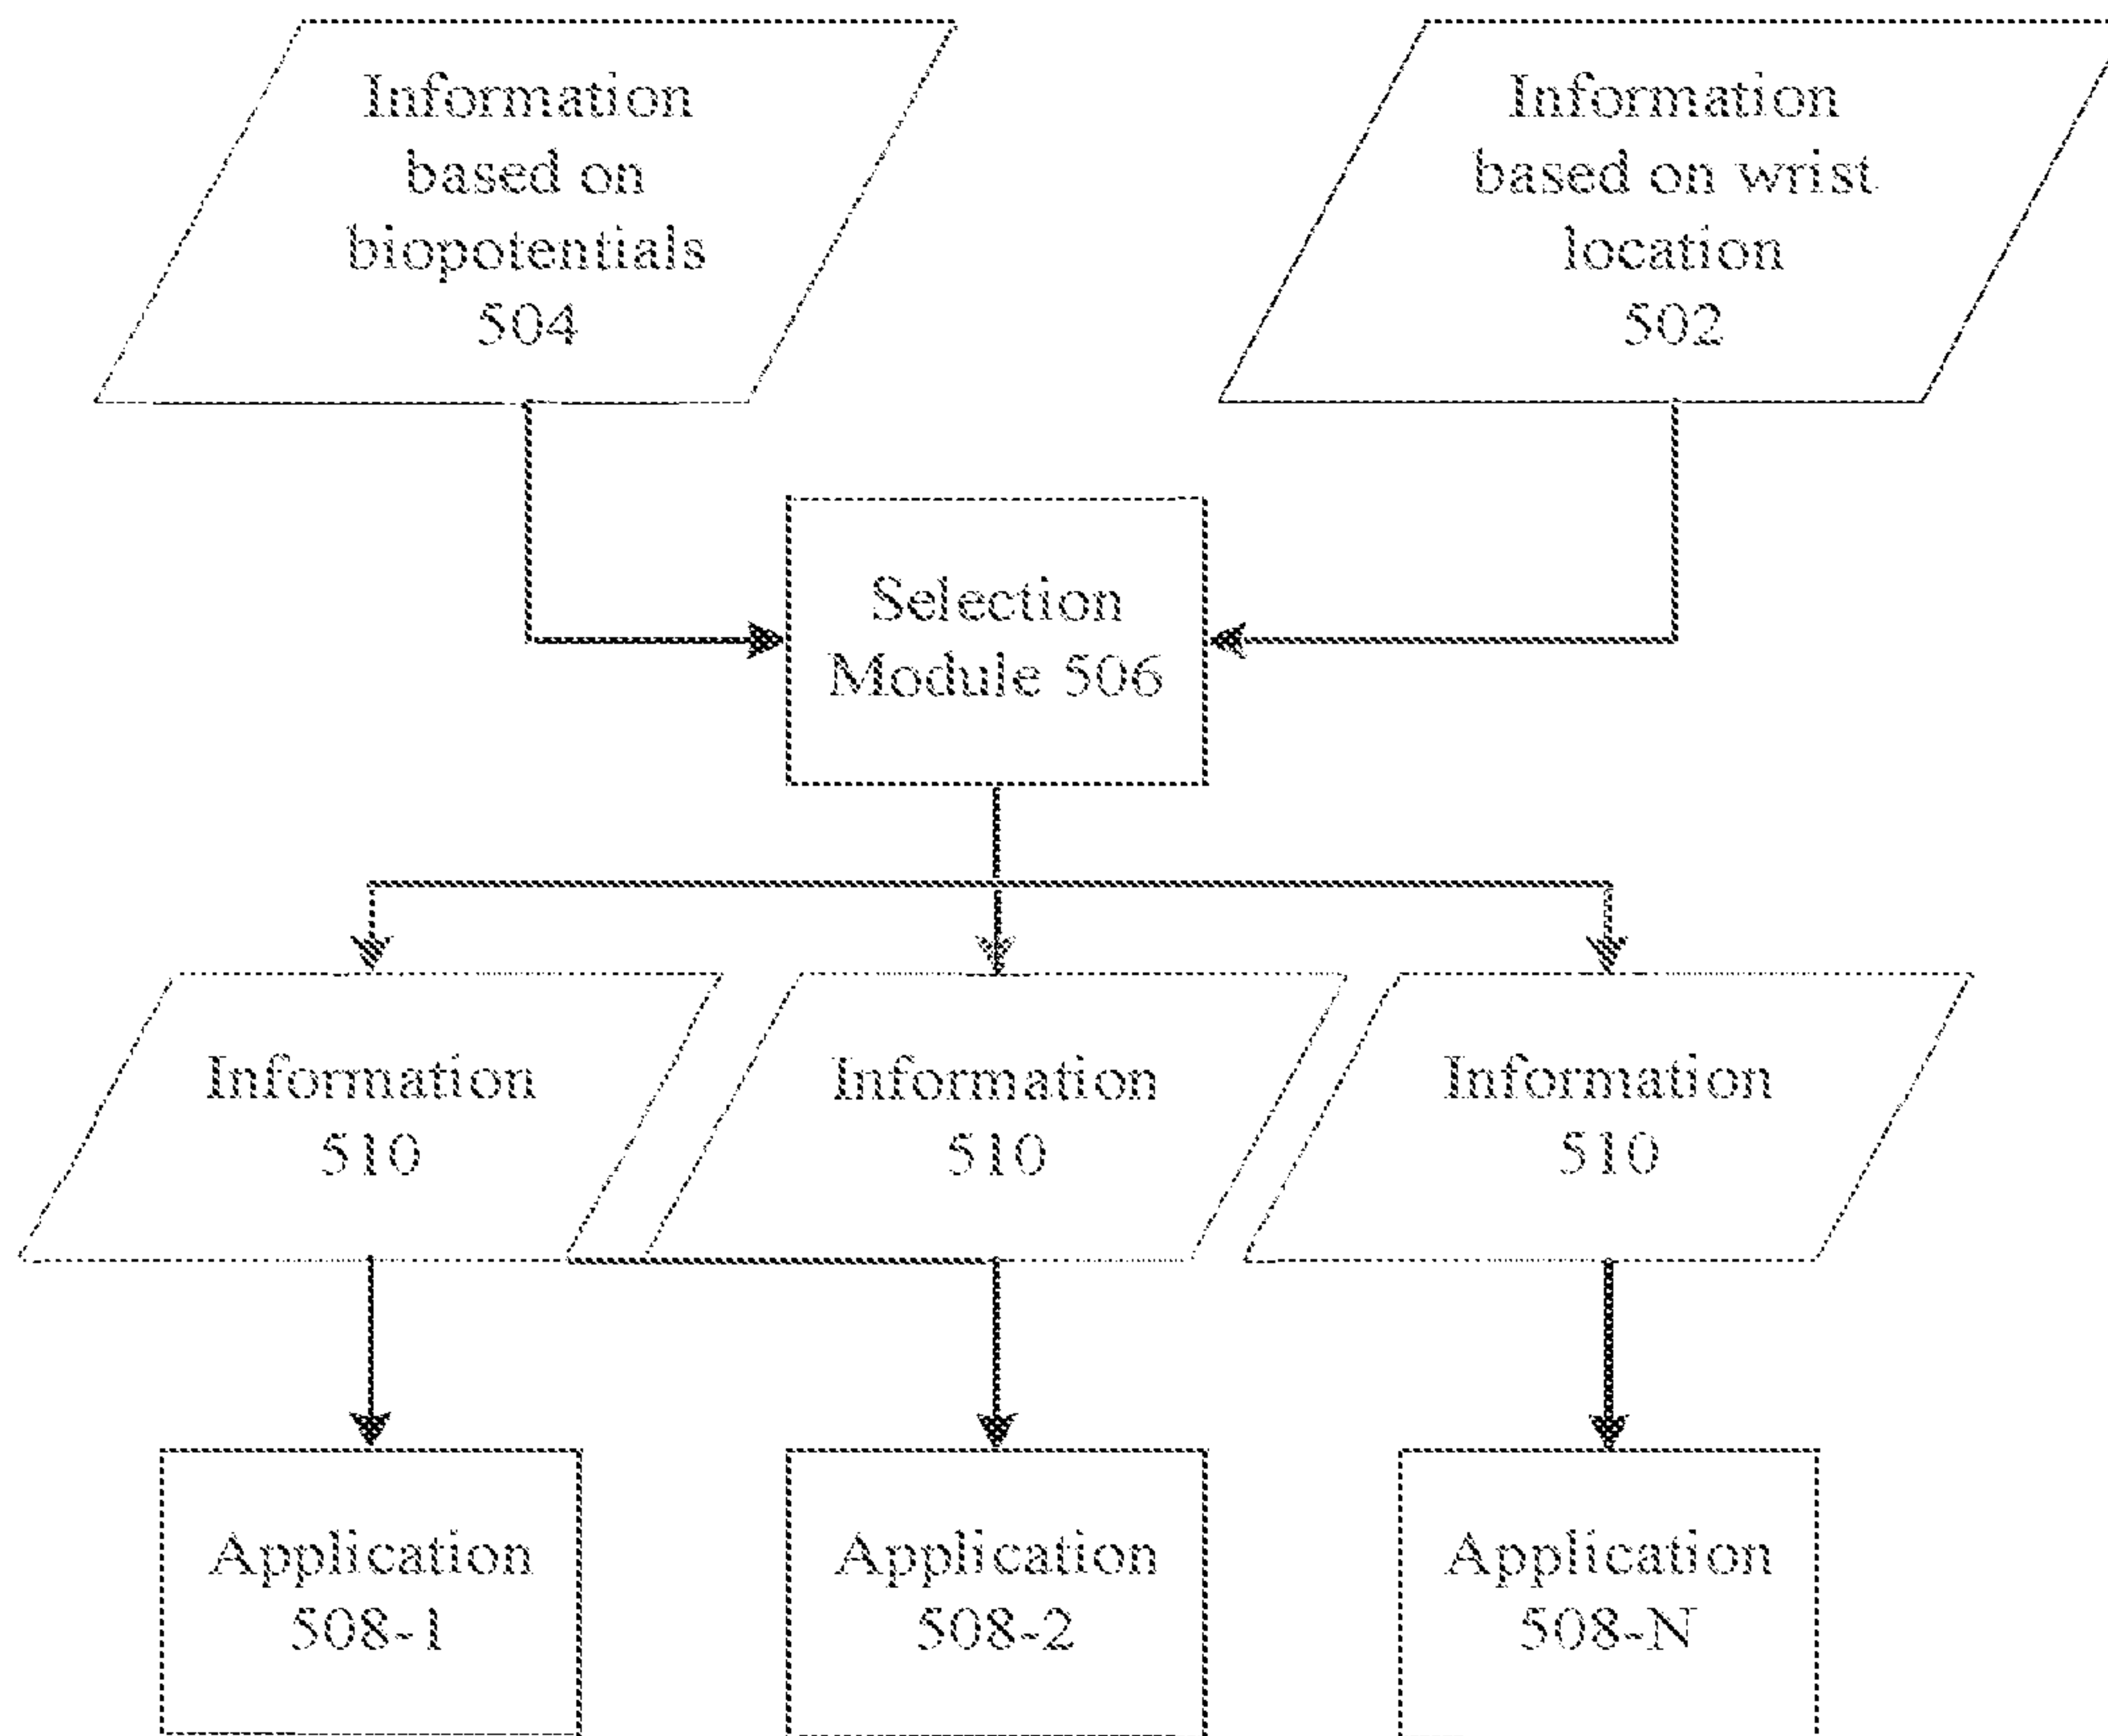 Information
based on
biopotentials
504
Information
based on wrist
location
502
Selection
Module 506
Information
510
Information
510
Information
510
Application
508-1
Application
508-2
Application
508-N